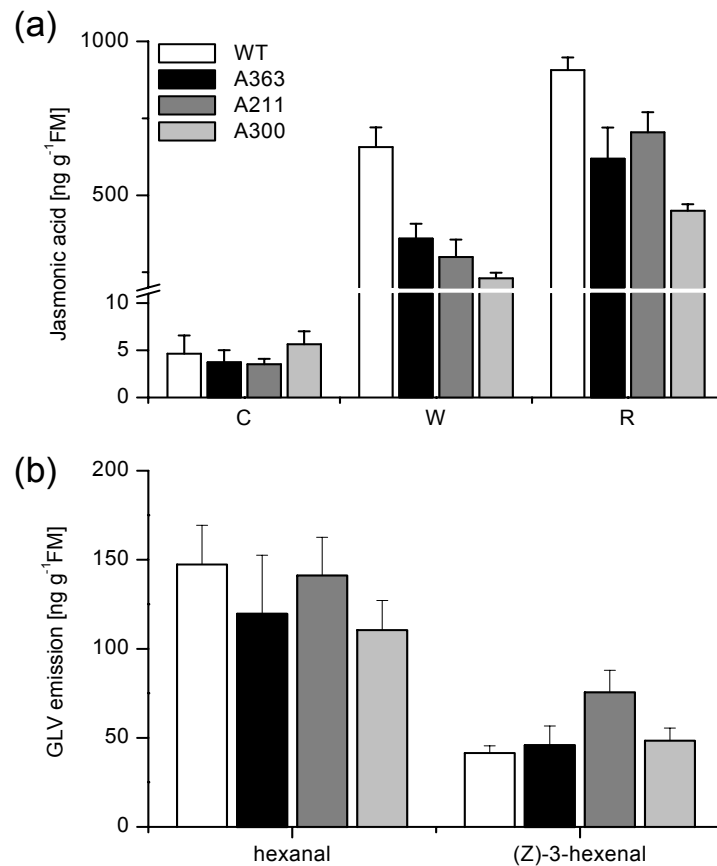 (a)
Jasmonic acid [ng g⁻¹FM]
1000
500
10
5
0
WT
A363
A211
A300
C W R
(b)
GLV emission [ng g⁻¹FM]
200
150
100
50
0
hexanal (Z)-3-hexenal